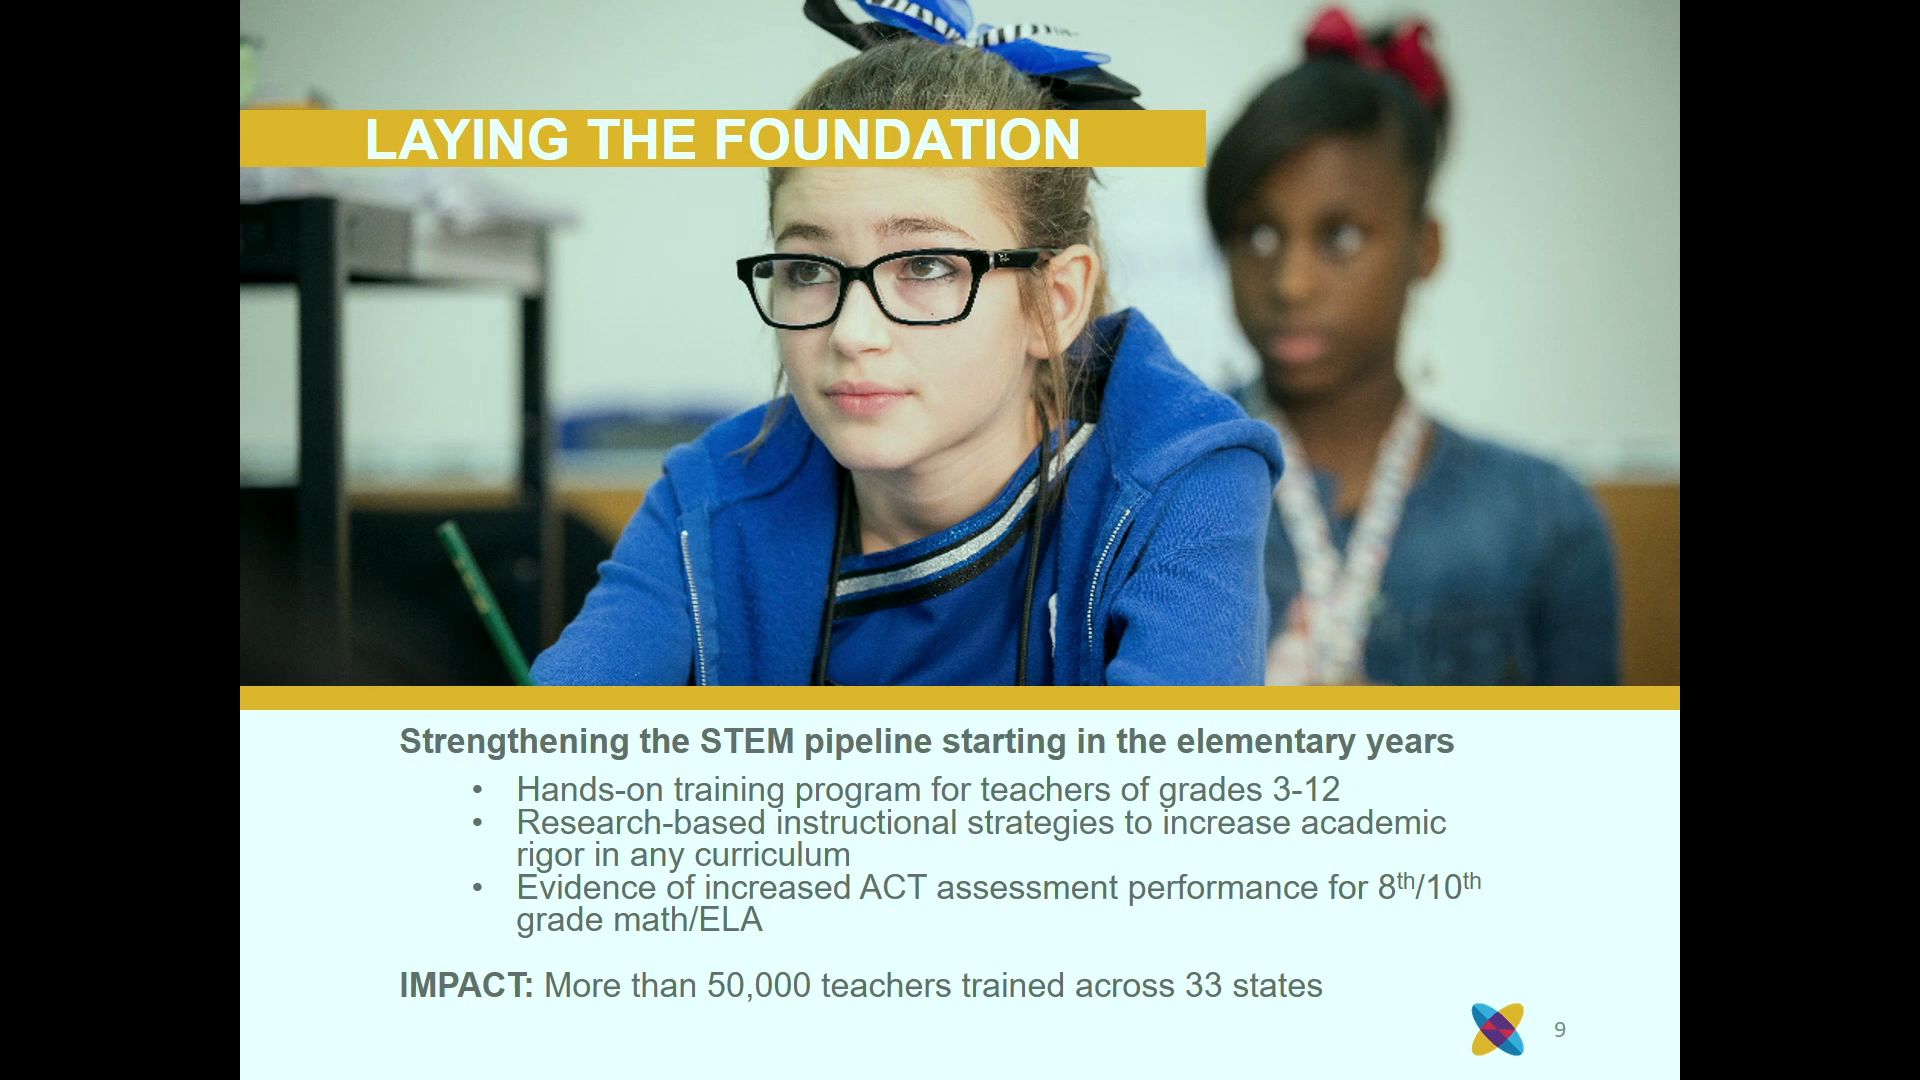 LAYING THE FOUNDATION
Strengthening the STEM pipeline starting in the elementary years
• Hands-on training program for teachers of grades 3-12
• Research-based instructional strategies to increase academic
rigor in any curriculum
• Evidence of increased ACT assessment performance for 8th/10th
grade math/ELA
IMPACT: More than 50,000 teachers trained across 33 states
9